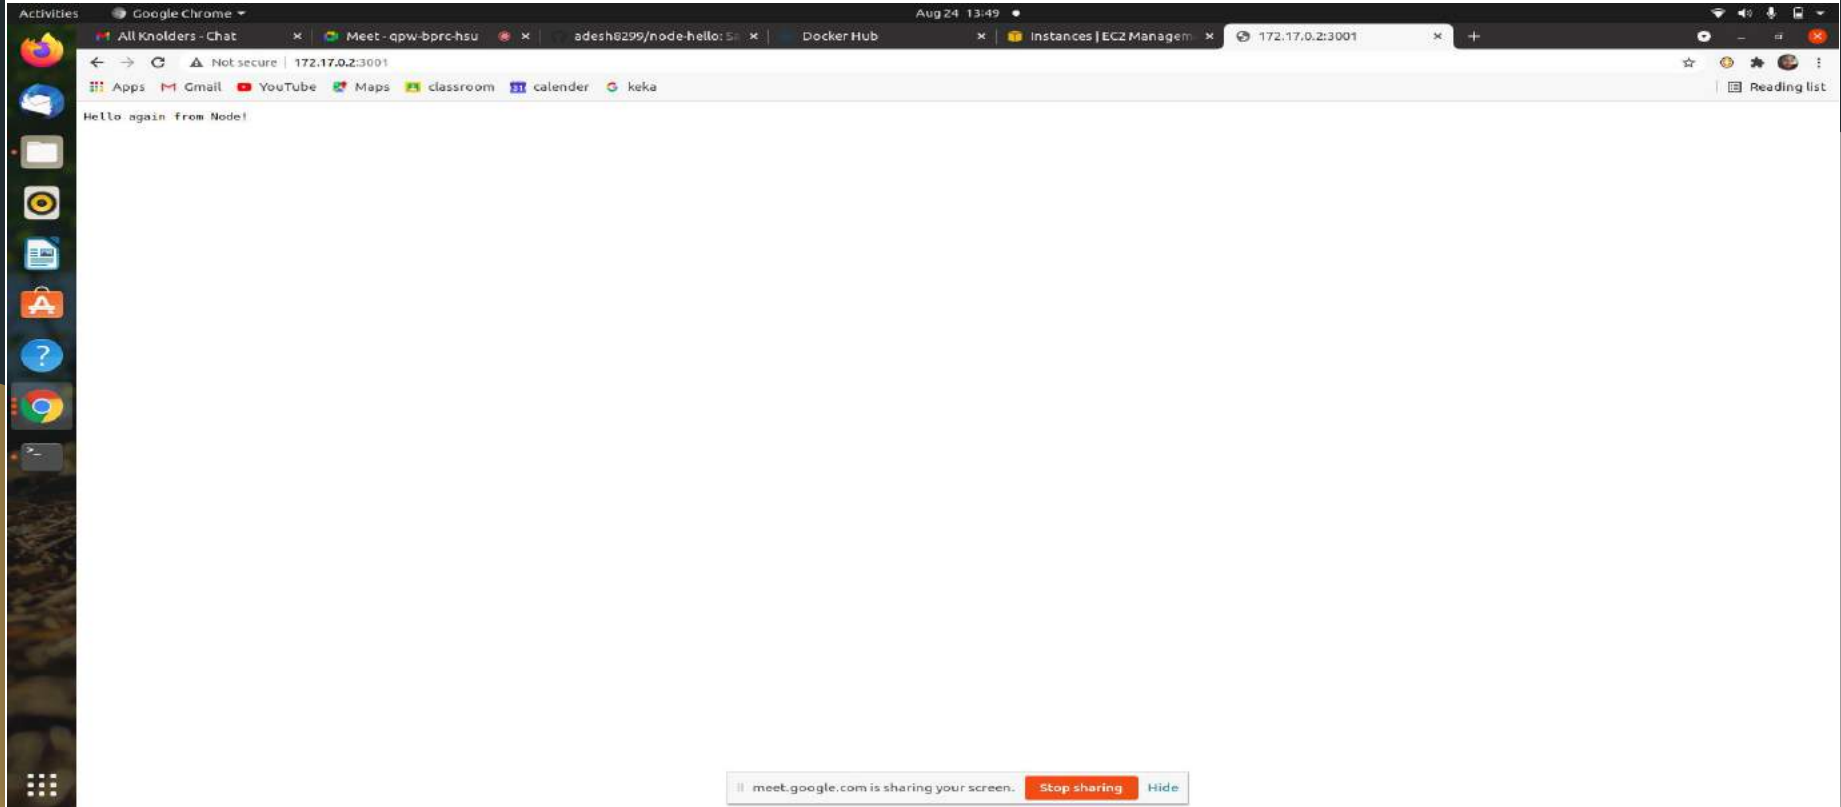 Activities Google Chrome Aug 24 13:49
All Knolders - Chat Meet - qpw-bprc-hsu adesh8299/node-hello: Sa Docker Hub Instances | EC2 Managem 172.17.0.2:3001
Not secure 172.17.0.2:3001
Apps Gmail YouTube Maps classroom 31 calender keka Reading list
Hello again from Node!
meet.google.com is sharing your screen. Stop sharing Hide